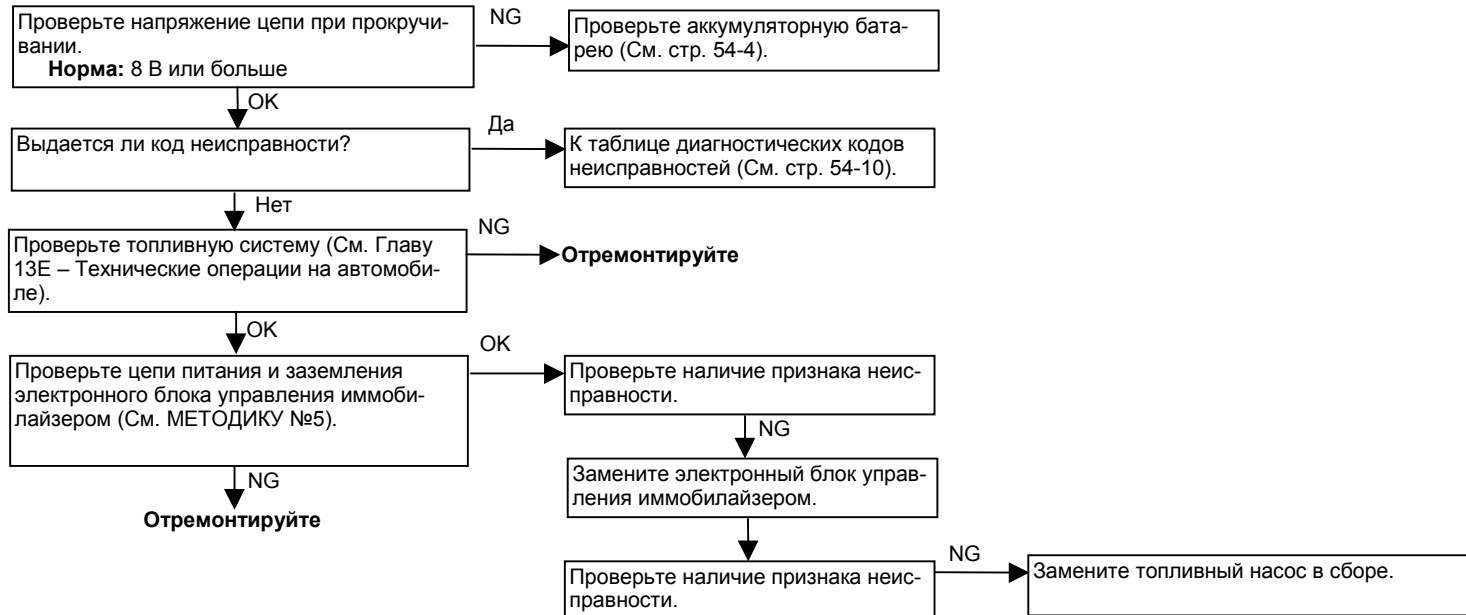 Проверьте напряжение цепи при прокручи-
вании.
Норма: 8 В или больше
NG
Проверьте аккумуляторную бата-
рею (См. стр. 54-4).
OK
Выдается ли код неисправности?
Да
К таблице диагностических кодов
неисправностей (См. стр. 54-10).
Нет
Проверьте топливную систему (См. Главу
13Е – Технические операции на автомоби-
ле).
NG
Отремонтируйте
OK
Проверьте цепи питания и заземления
электронного блока управления иммоби-
лайзером (См. МЕТОДИКУ №5).
OK
Проверьте наличие признака неис-
правности.
NG
Отремонтируйте
NG
Замените электронный блок управ-
ления иммобилайзером.
Проверьте наличие признака неис-
правности.
NG
Замените топливный насос в сборе.